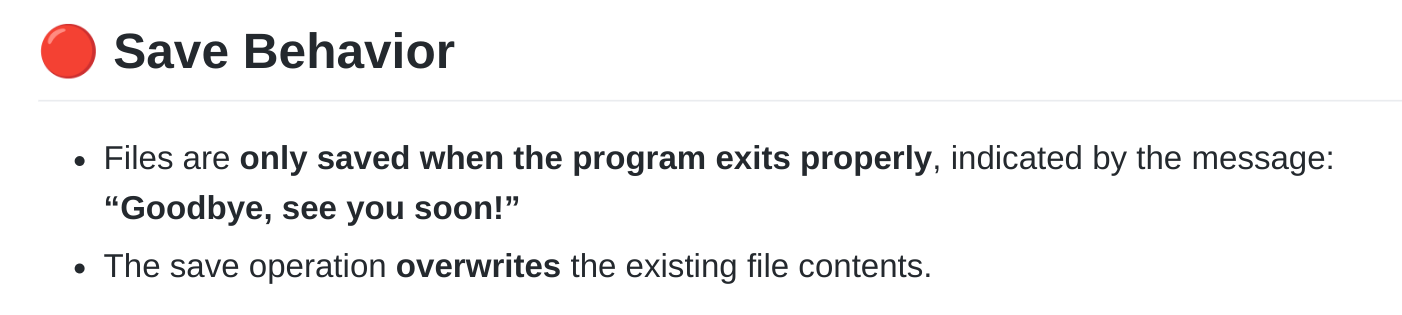 🔴 Save Behavior
• Files are only saved when the program exits properly, indicated by the message:
“Goodbye, see you soon!”
• The save operation overwrites the existing file contents.